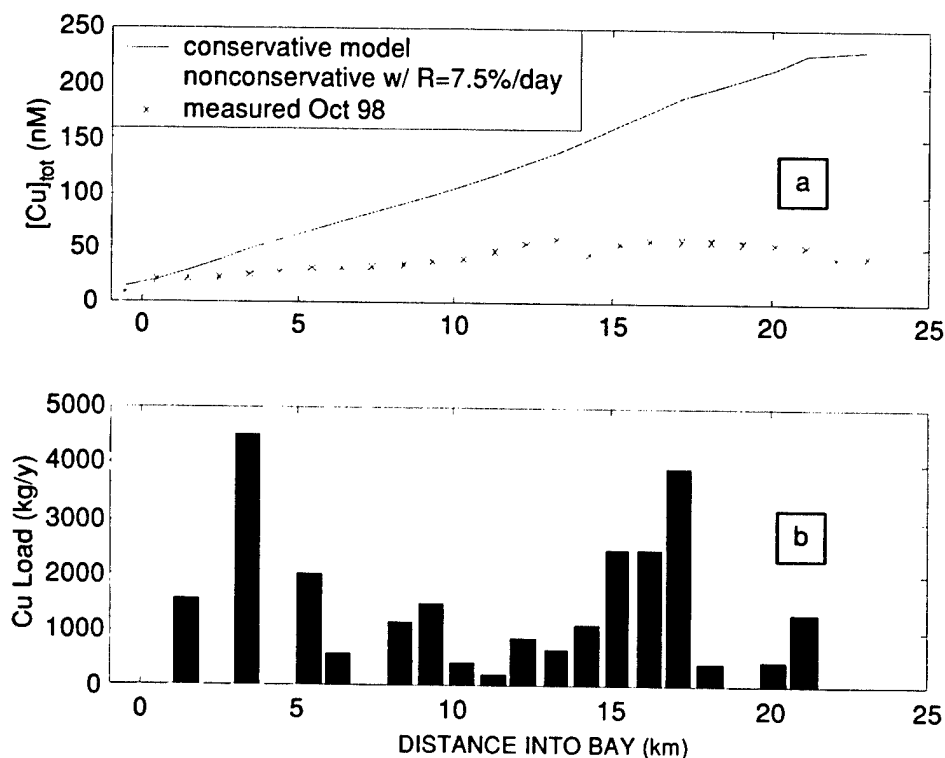 250
200
150
100
50
0
[Cu]tot (nM)
conservative model
nonconservative w/ R=7.5%/day
× measured Oct 98
a
0 5 10 15 20 25
5000
4000
3000
2000
1000
0
Cu Load (kg/y)
b
0 5 10 15 20 25
DISTANCE INTO BAY (km)